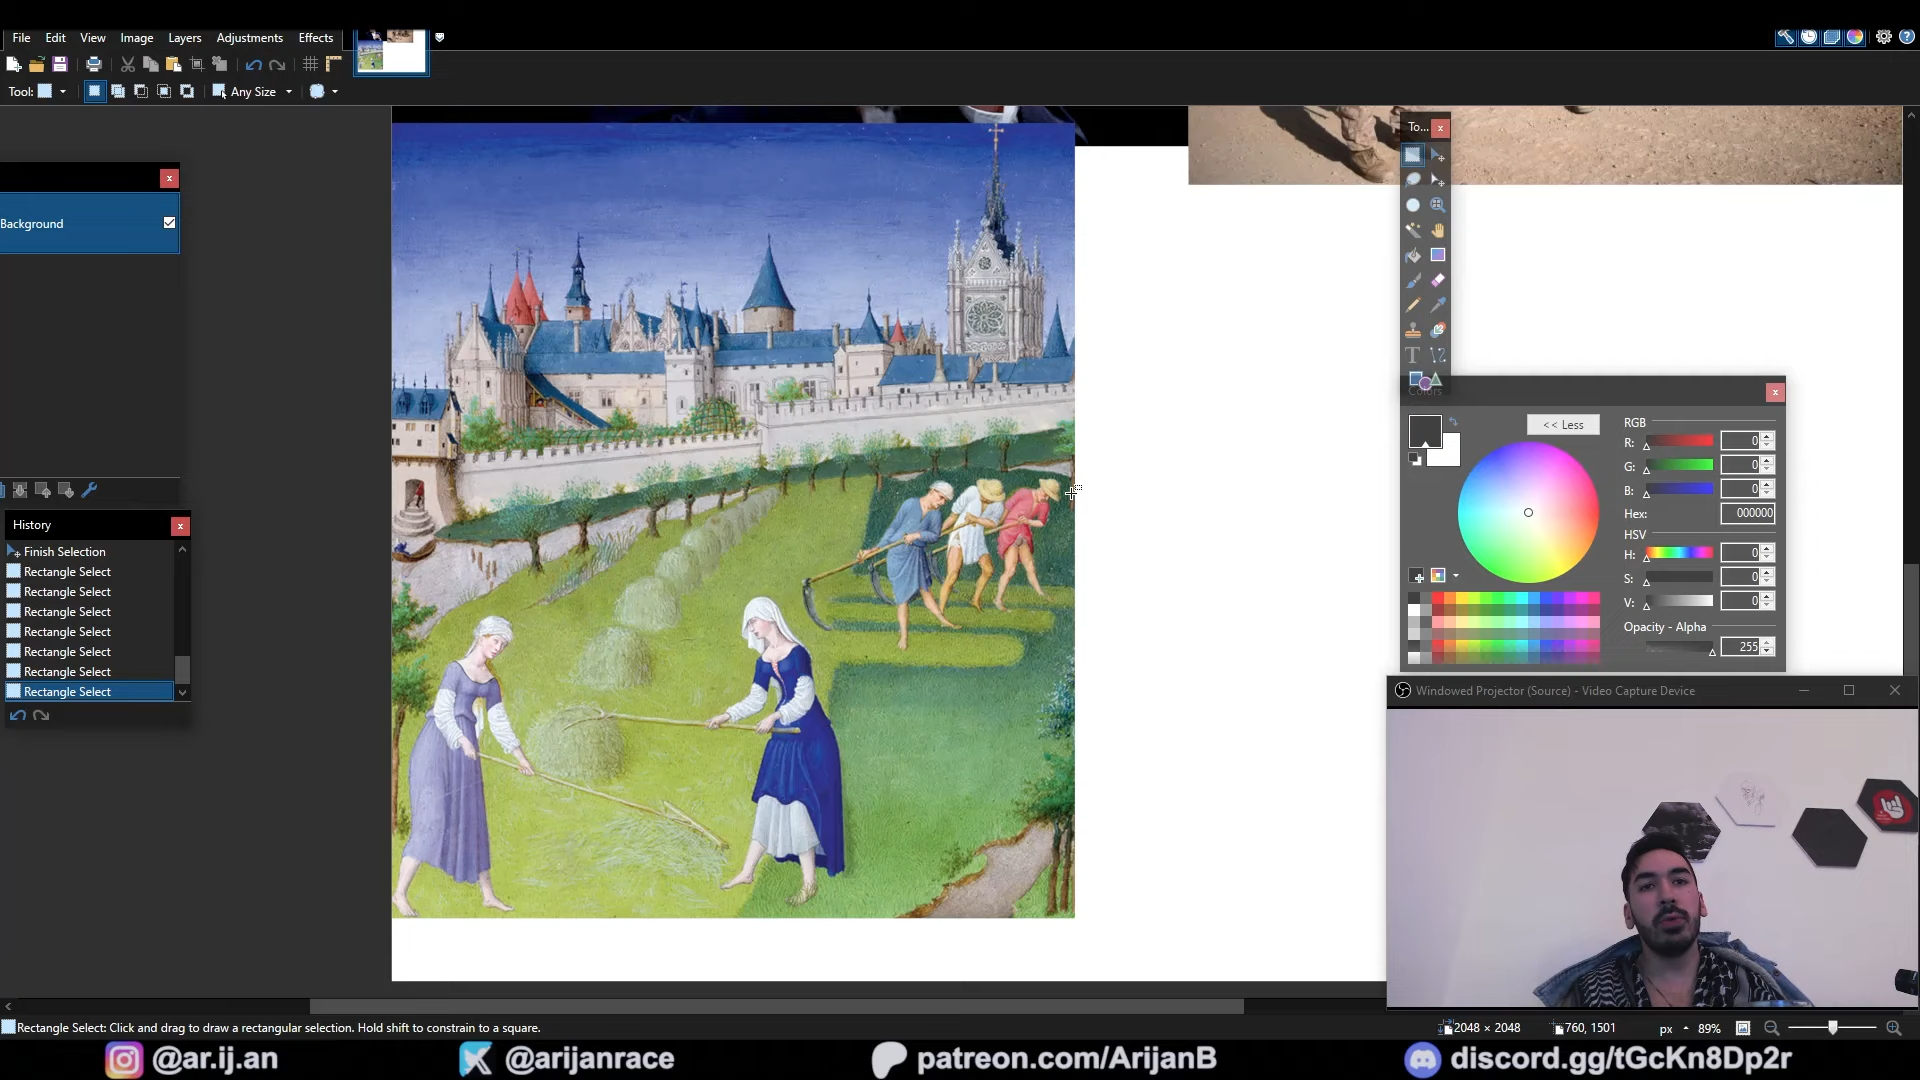 File Edit View Image Layers Adjustments Effects
Tool: Any Size
To...
Background
Colors
<< Less
RGB
R: 0
G: 0
B: 0
Hex: 000000
HSV
H: 0
S: 0
V: 0
Opacity - Alpha
255
History
Finish Selection
Rectangle Select
Rectangle Select
Rectangle Select
Rectangle Select
Rectangle Select
Rectangle Select
Rectangle Select
Windowed Projector (Source) - Video Capture Device
Rectangle Select: Click and drag to draw a rectangular selection. Hold shift to constrain to a square.
2048 × 2048 760, 1501 px 89%
@ar.ij.an @arijanrace patreon.com/ArijanB discord.gg/tGcKn8Dp2r